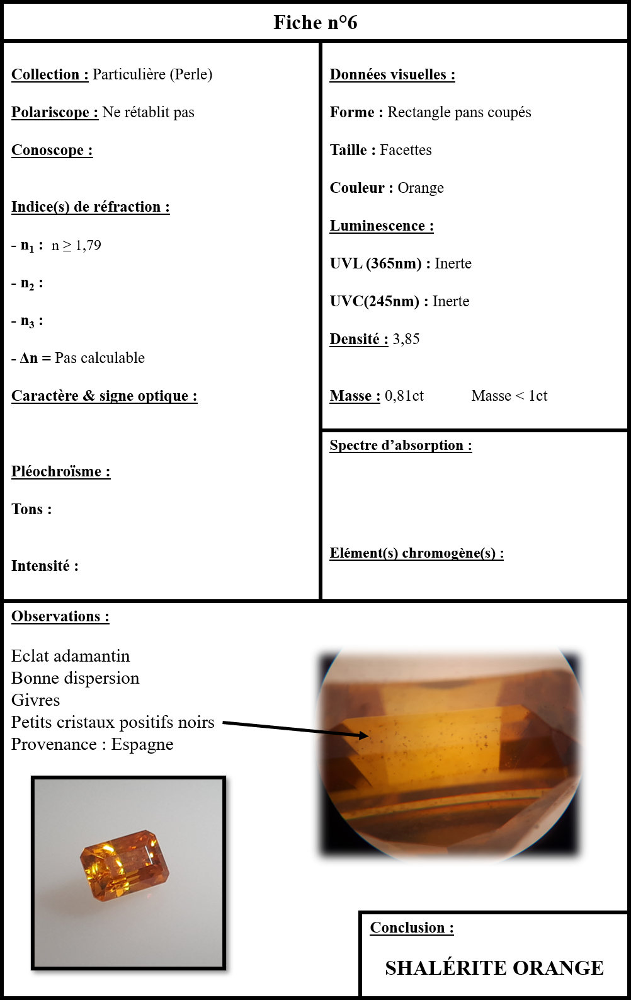 Fiche n°6
Collection : Particulière (Perle)
Polariscope : Ne rétablit pas
Conoscope :
Indice(s) de réfraction :
- n₁ : n ≥ 1,79
- n₂ :
- n₃ :
- Δn = Pas calculable
Caractère & signe optique :
Pléochroïsme :
Tons :
Intensité :
Données visuelles :
Forme : Rectangle pans coupés
Taille : Facettes
Couleur : Orange
Luminescence :
UVL (365nm) : Inerte
UVC(245nm) : Inerte
Densité : 3,85
Masse : 0,81ct Masse < 1ct
Spectre d’absorption :
Elément(s) chromogène(s) :
Observations :
Eclat adamantin
Bonne dispersion
Givres
Petits cristaux positifs noirs
Provenance : Espagne
Conclusion :
SHALÉRITE ORANGE